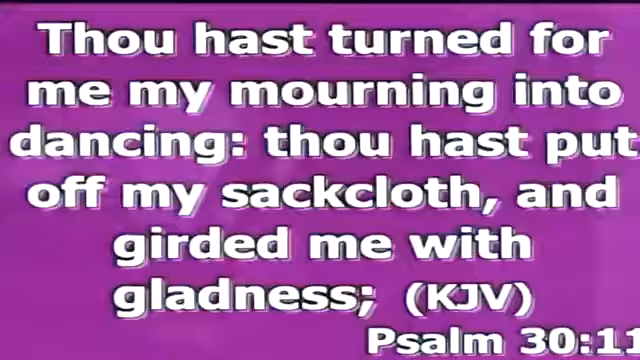 Thou hast turned for
me my mourning into
dancing: thou hast put
off my sackcloth, and
girded me with
gladness; (KJV)
Psalm 30:11